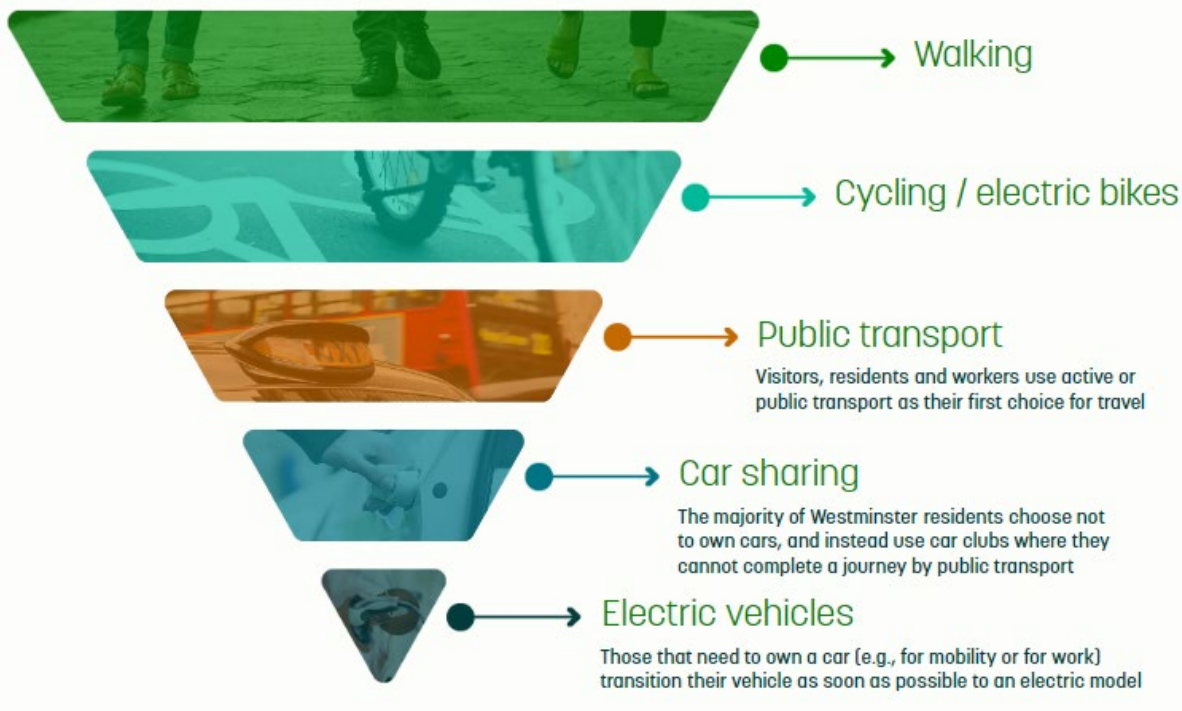 Walking
Cycling / electric bikes
Public transport
Visitors, residents and workers use active or
public transport as their first choice for travel
Car sharing
The majority of Westminster residents choose not
to own cars, and instead use car clubs where they
cannot complete a journey by public transport
Electric vehicles
Those that need to own a car (e.g., for mobility or for work)
transition their vehicle as soon as possible to an electric model